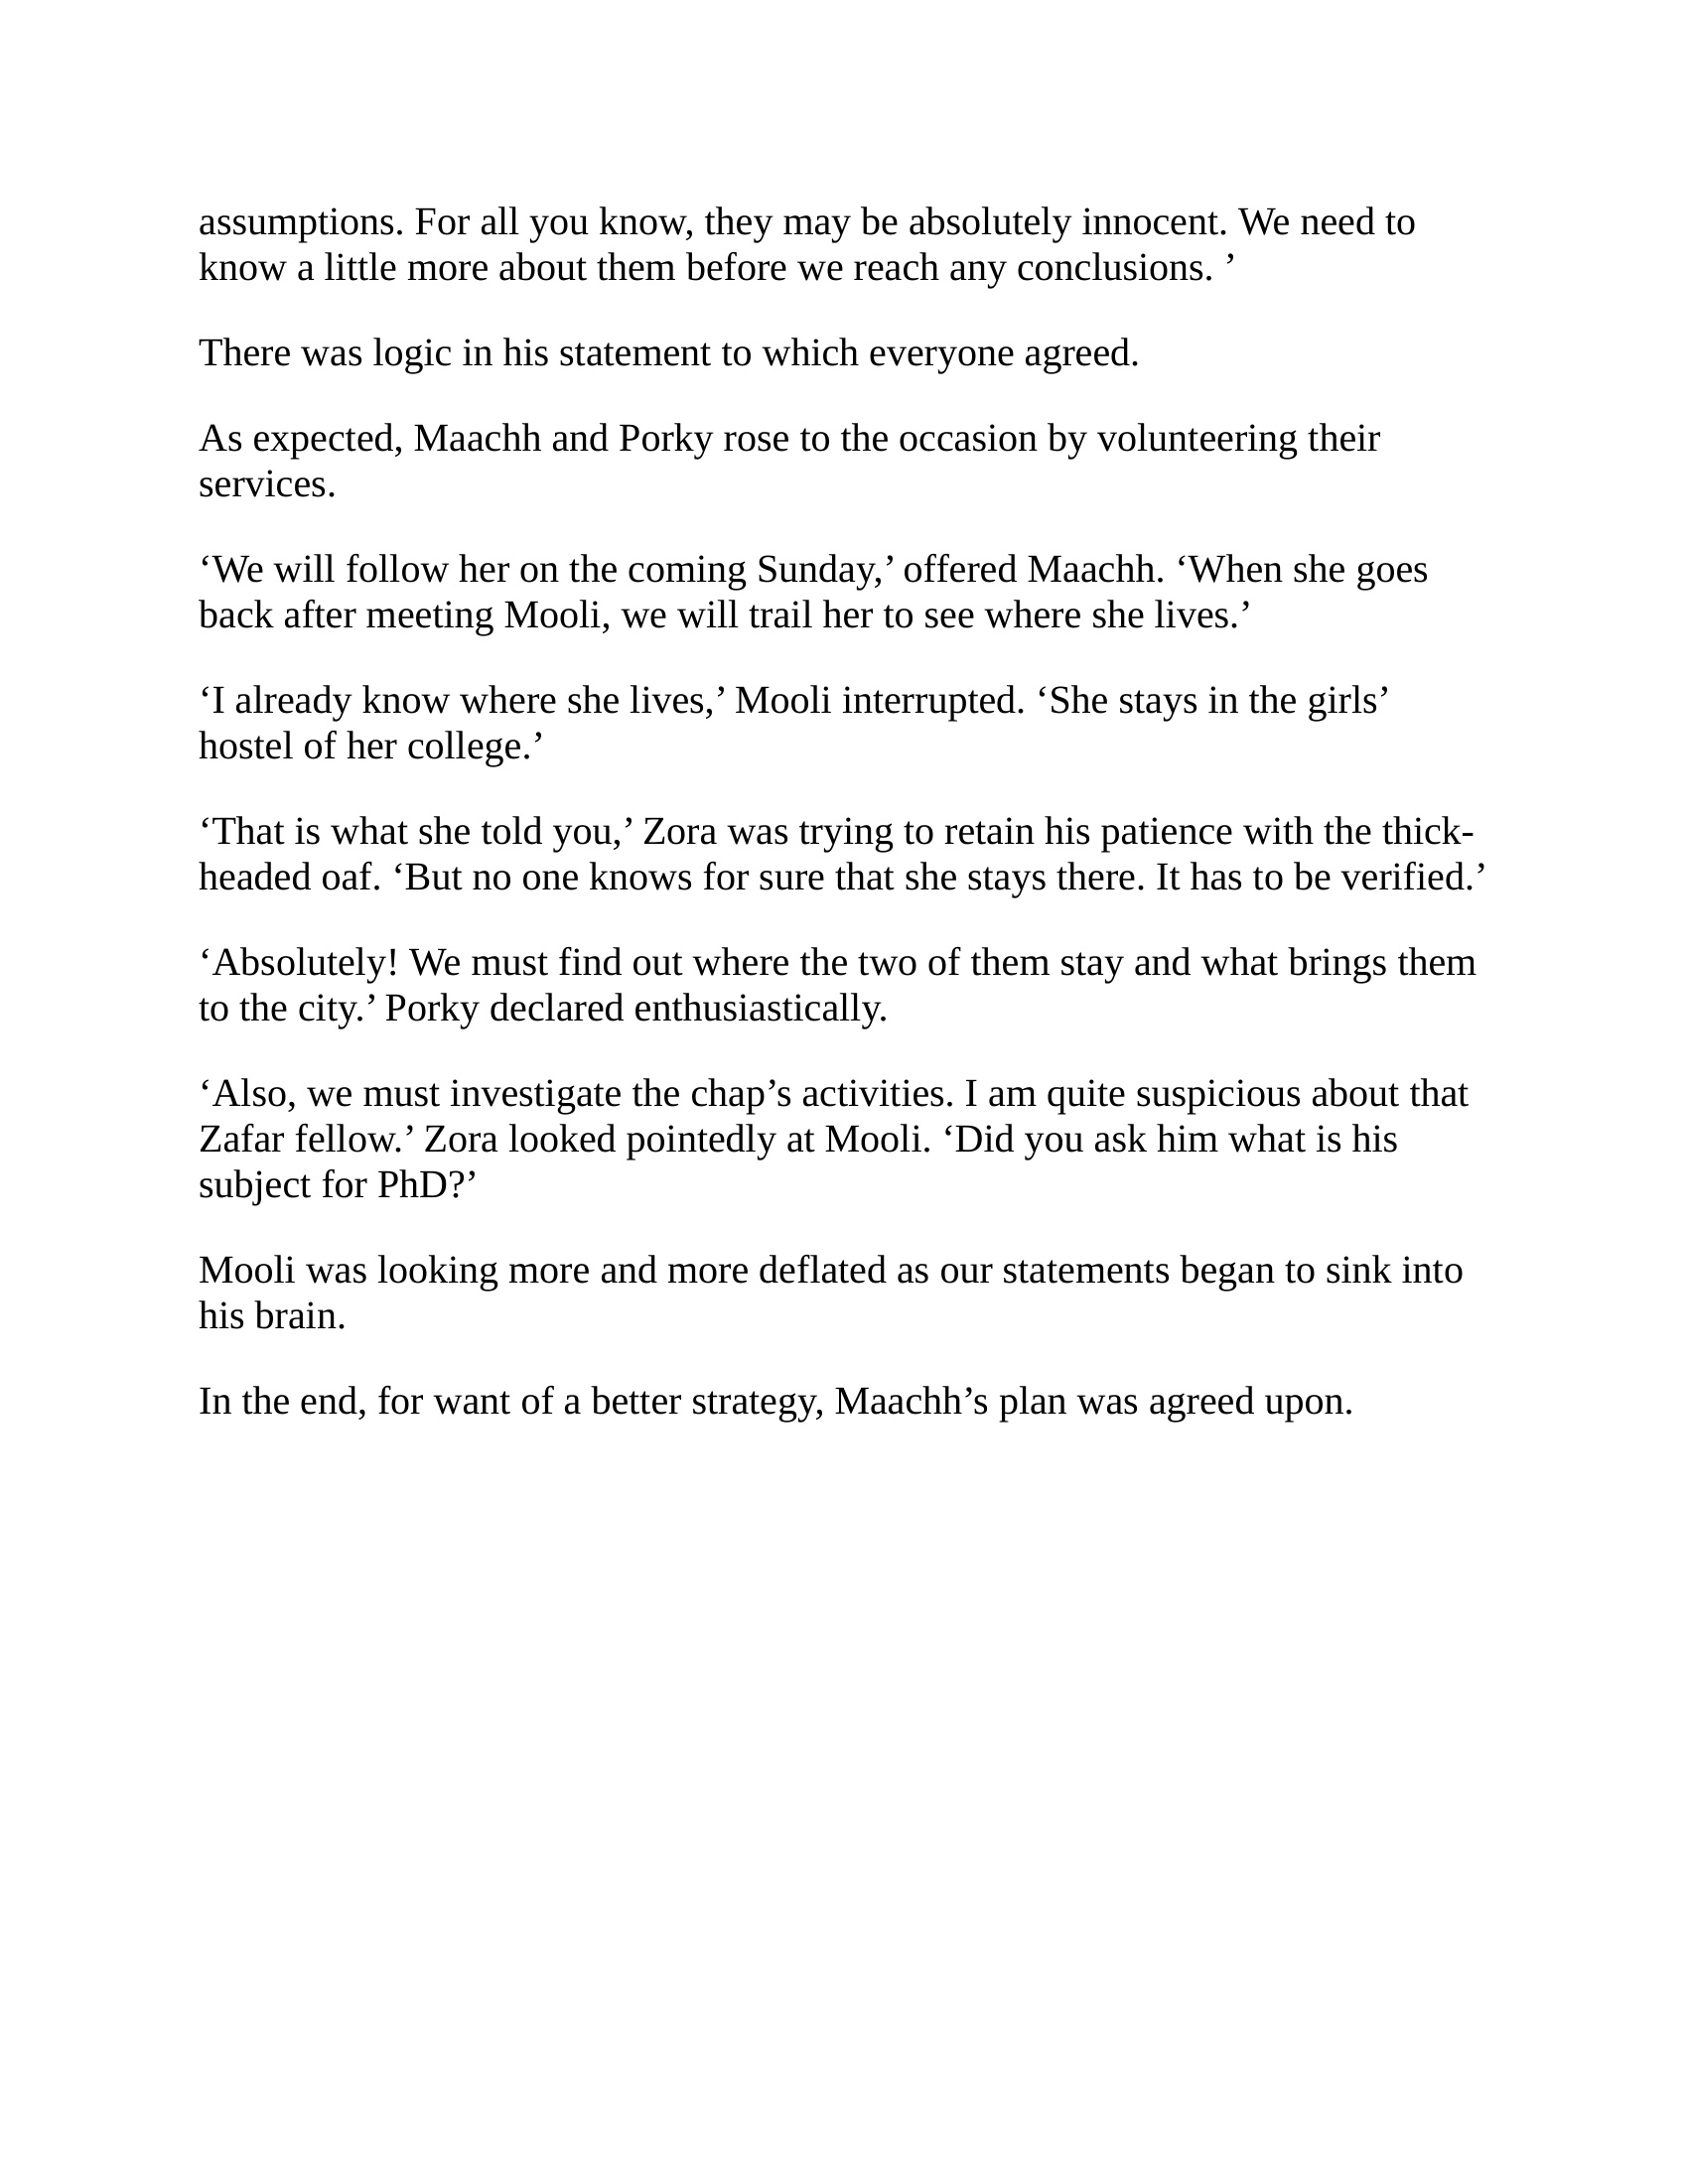 assumptions. For all you know, they may be absolutely innocent. We need to
know a little more about them before we reach any conclusions. ’
There was logic in his statement to which everyone agreed.
As expected, Maachh and Porky rose to the occasion by volunteering their
services.
‘We will follow her on the coming Sunday,’ offered Maachh. ‘When she goes
back after meeting Mooli, we will trail her to see where she lives.’
‘I already know where she lives,’ Mooli interrupted. ‘She stays in the girls’
hostel of her college.’
‘That is what she told you,’ Zora was trying to retain his patience with the thick-
headed oaf. ‘But no one knows for sure that she stays there. It has to be verified.’
‘Absolutely! We must find out where the two of them stay and what brings them
to the city.’ Porky declared enthusiastically.
‘Also, we must investigate the chap’s activities. I am quite suspicious about that
Zafar fellow.’ Zora looked pointedly at Mooli. ‘Did you ask him what is his
subject for PhD?’
Mooli was looking more and more deflated as our statements began to sink into
his brain.
In the end, for want of a better strategy, Maachh’s plan was agreed upon.